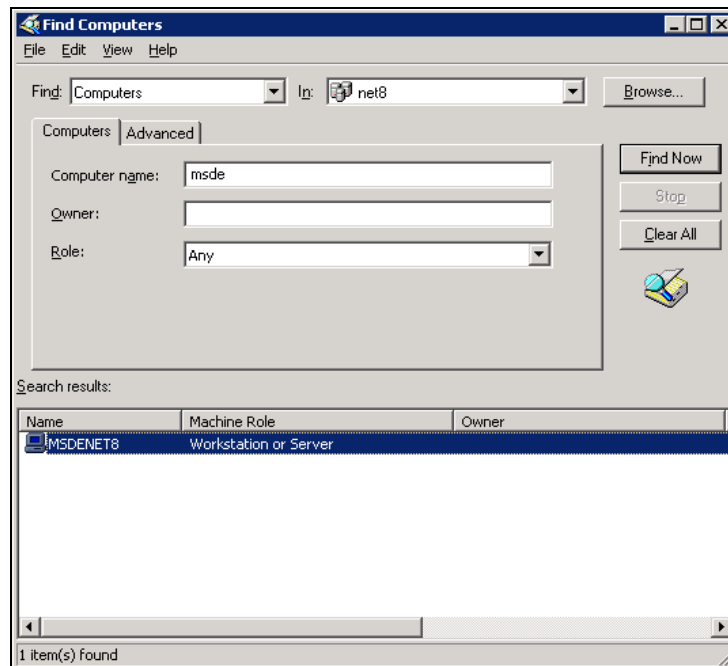 Find Computers
File Edit View Help
Find: Computers In: net8 Browse...
Computers Advanced
Computer name: msde
Owner:
Role: Any
Find Now
Stop
Clear All
Search results:
Name Machine Role Owner
MSDENET8 Workstation or Server
1 item(s) found